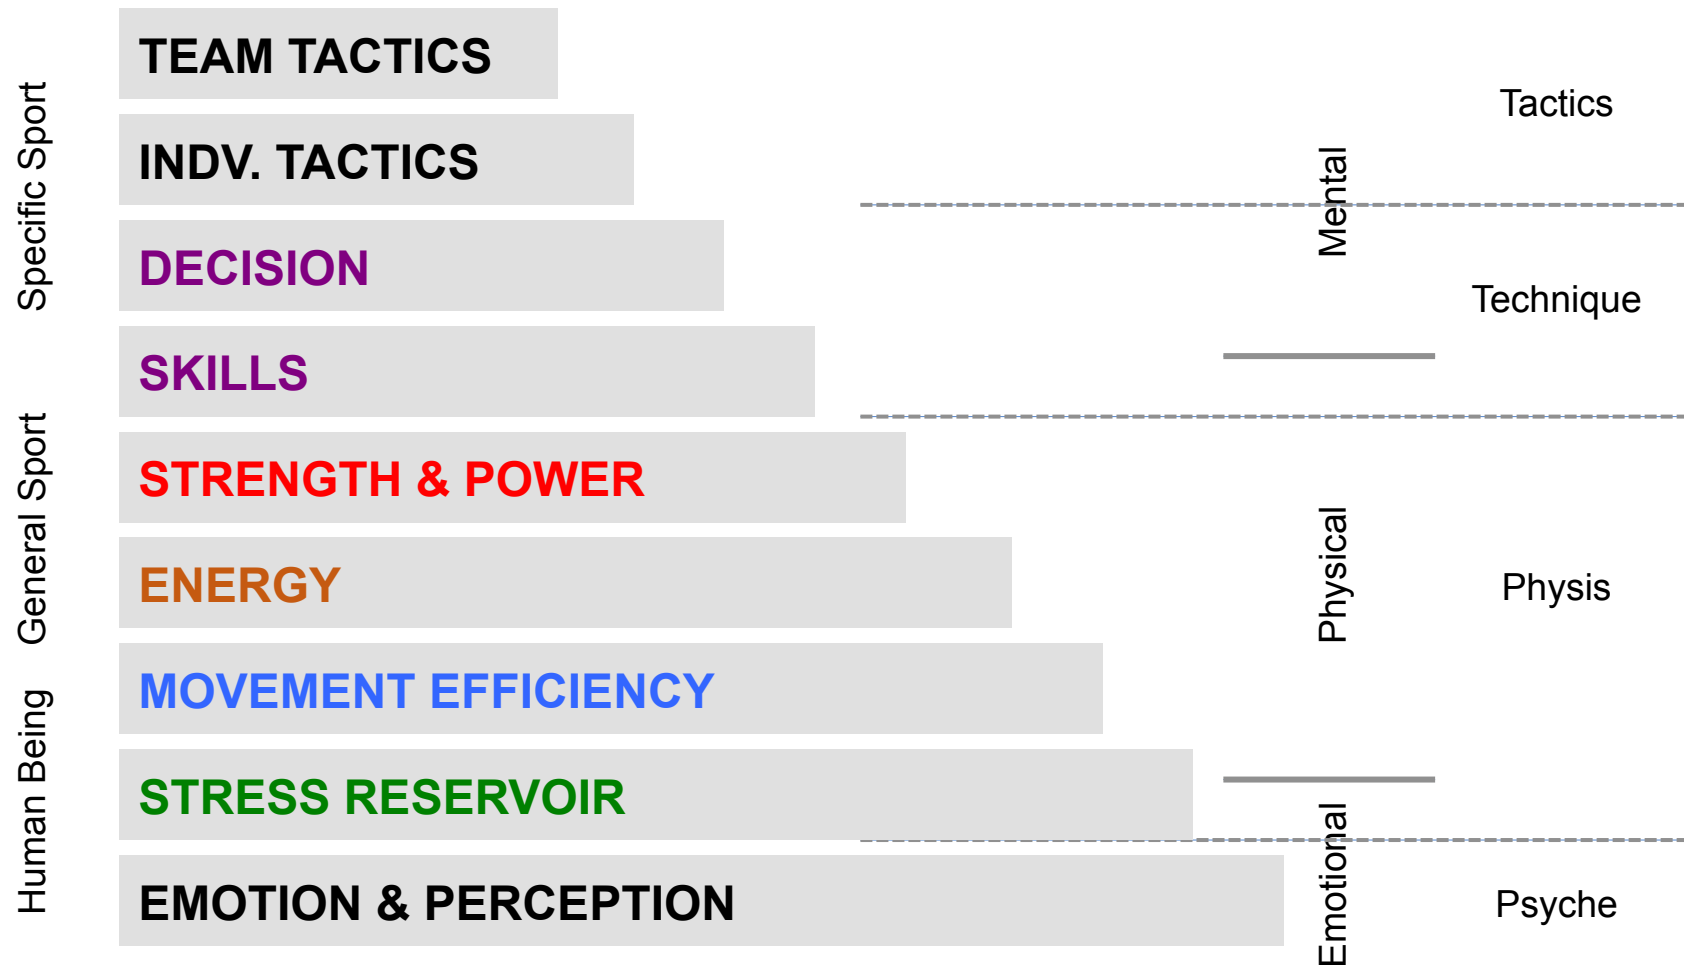 TEAM TACTICS
INDV. TACTICS
DECISION
SKILLS
STRENGTH & POWER
ENERGY
MOVEMENT EFFICIENCY
STRESS RESERVOIR
EMOTION & PERCEPTION
Specific Sport
General Sport
Human Being
Mental
Physical
Emotional
Tactics
Technique
Physis
Psyche